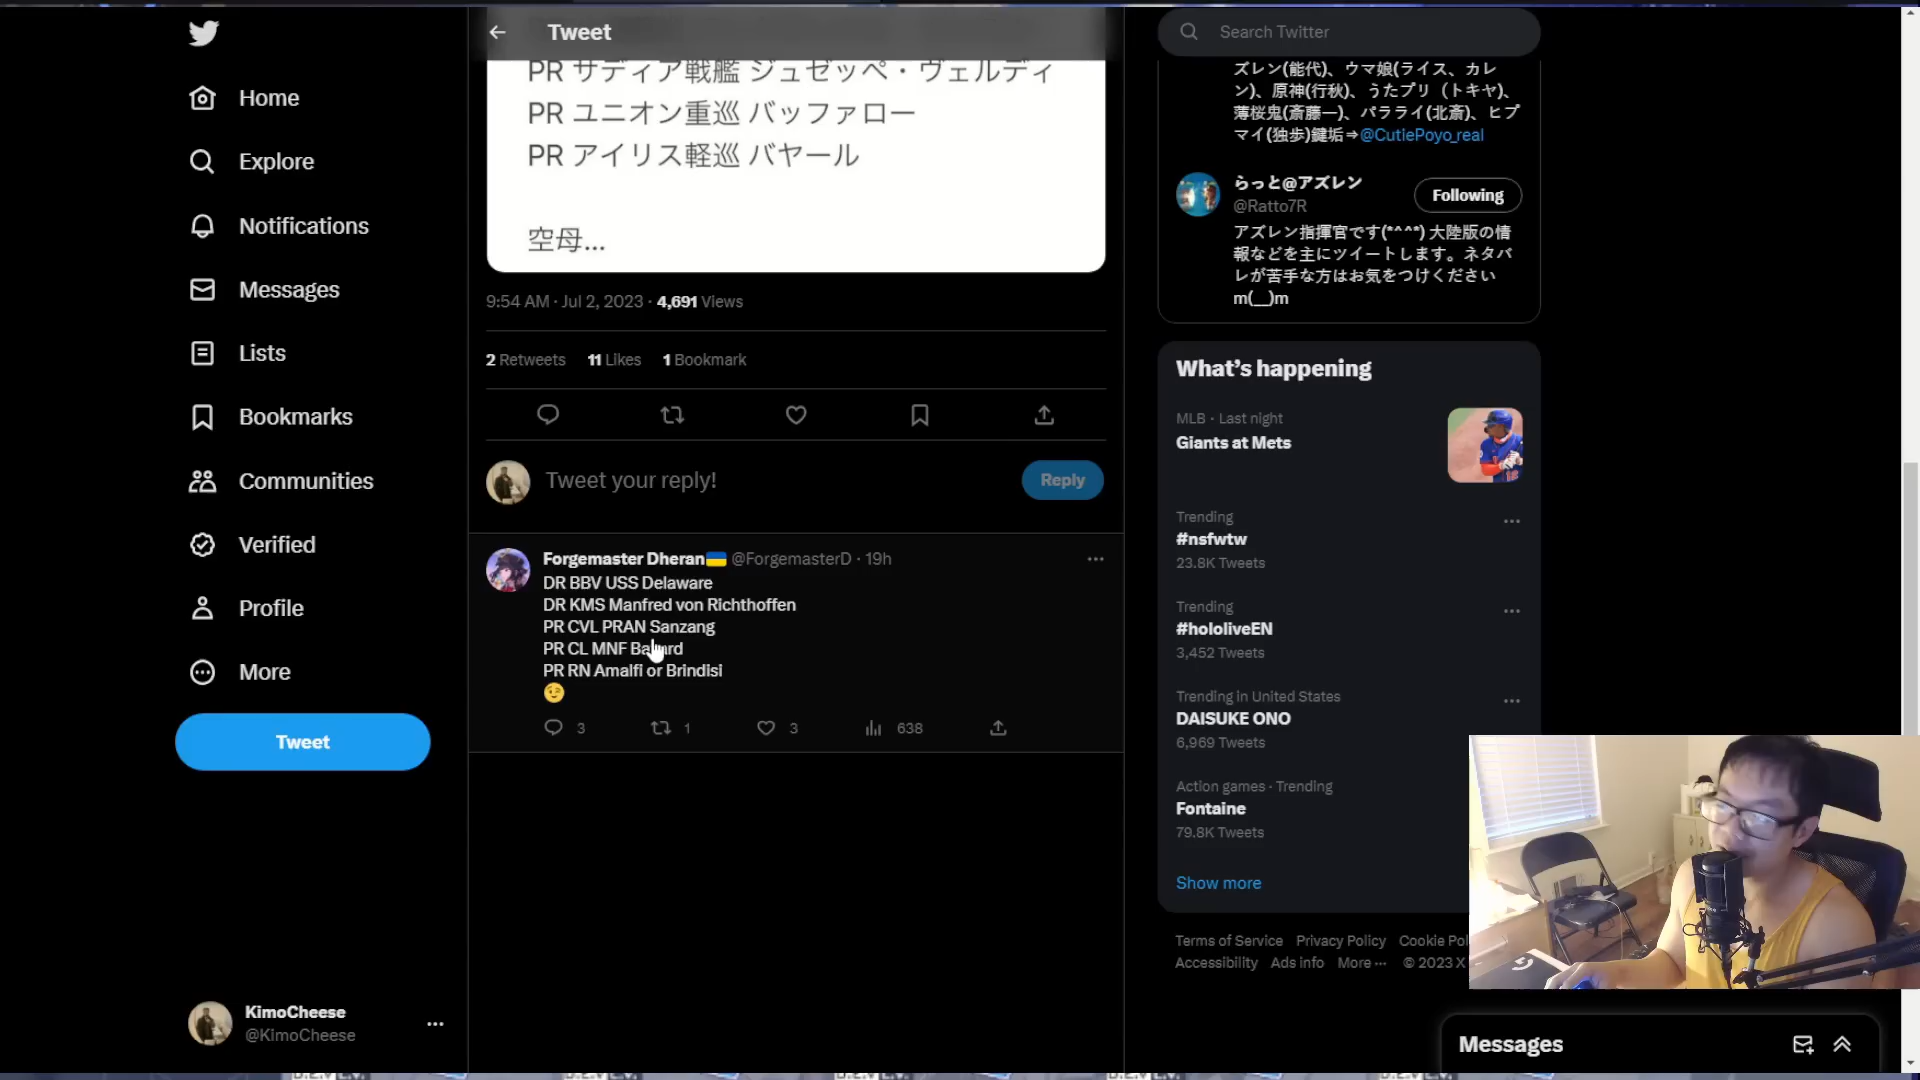 Home
Explore
Notifications
Messages
Lists
Bookmarks
Communities
Verified
Profile
More
Tweet
KimoCheese
@KimoCheese
Tweet
PR サディア戦艦 ジュゼッペ・ヴェルディ
PR ユニオン重巡 バッファロー
PR アイリス軽巡 バヤール
空母...
9:54 AM · Jul 2, 2023 · 4,691 Views
2 Retweets 11 Likes 1 Bookmark
Tweet your reply!
Reply
Forgemaster Dheran🇺🇦 @ForgemasterD · 19h
DR BBV USS Delaware
DR KMS Manfred von Richthoffen
PR CVL PRAN Sanzang
PR CL MNF
PR RN Amalfi or Brindisi
😉
3 1 3 638
Search Twitter
ズレン(能代)、ウマ娘(ライス、カレ
ン)、原神(行秋)、うたプリ（トキヤ)、
薄桜鬼(斎藤一)、パラライ(北斎)、ヒプ
マイ(独歩)鍵垢⇒@CutiePoyo_real
らっと@アズレン
@Ratto7R
Following
アズレン指揮官です(*^^*) 大陸版の情
報などを主にツイートします。ネタバ
レが苦手な方はお気をつけください
m(__)m
What's happening
MLB · Last night
Giants at Mets
Trending
#nsfwtw
23.8K Tweets
Trending
#hololiveEN
3,452 Tweets
Trending in United States
DAISUKE ONO
6,969 Tweets
Action games · Trending
Fontaine
79.8K Tweets
Show more
Terms of Service Privacy Policy Cookie Pol
Accessibility Ads info More ··· © 2023 X
Messages